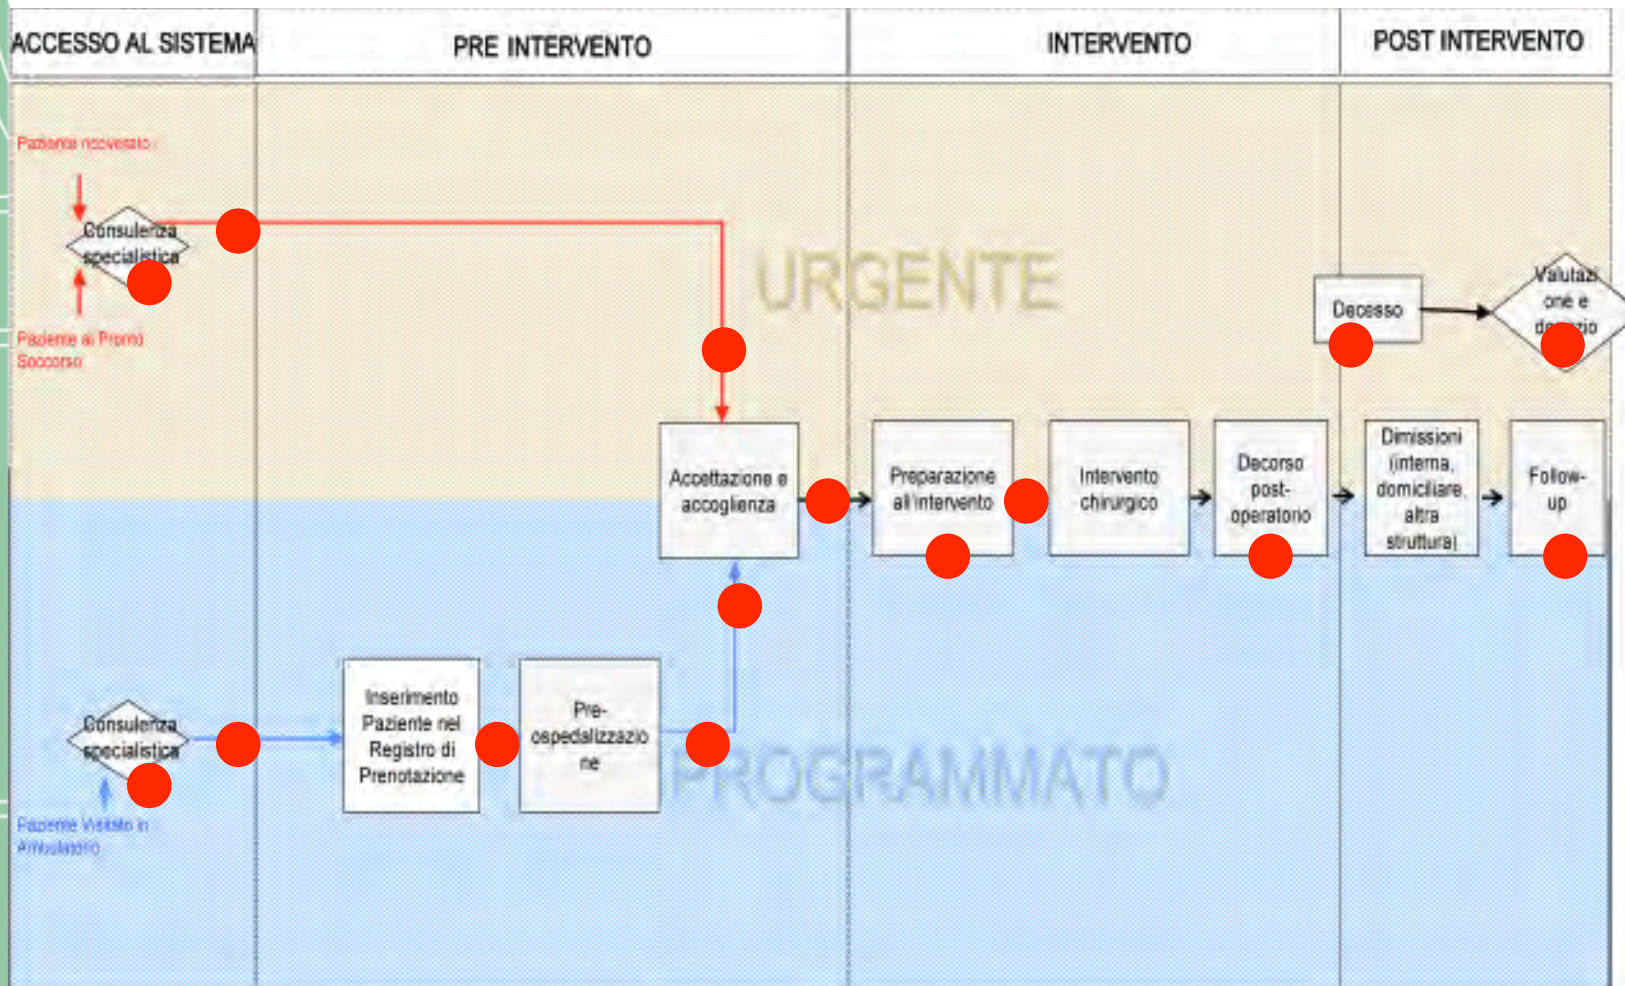 ACCESSO AL SISTEMA
PRE INTERVENTO
INTERVENTO
POST INTERVENTO
Paziente ricoverato
Consulenza
specialistica
Paziente al Pronto
Soccorso
URGENTE
Decesso
Valutazi
one e
Accettazione e
accoglienza
Preparazione
all'intervento
Intervento
chirurgico
Decorso
post-
operatorio
Dimissioni
(interna,
domiciliare,
altra
struttura)
Follow-
up
Consulenza
specialistica
Paziente Visitato in
Ambulatorio
Inserimento
Paziente nel
Registro di
Prenotazione
Pre-
ospedalizzazio
ne
PROGRAMMATO